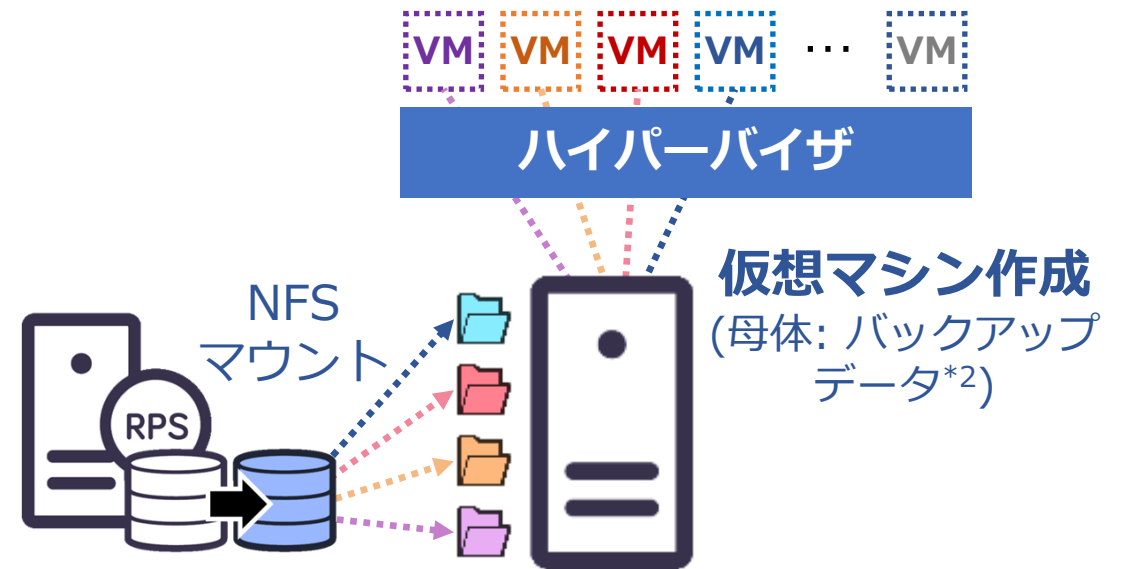 VM VM VM VM … VM
ハイパーバイザ
仮想マシン作成
(母体: バックアップ
データ*2)
NFS
マウント
RPS